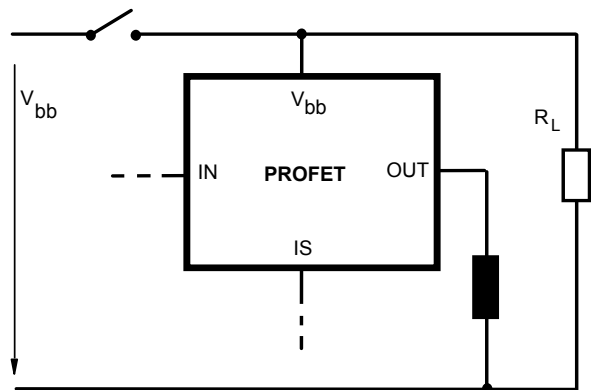 V_bb
V_bb
R_L
IN
PROFET
OUT
IS